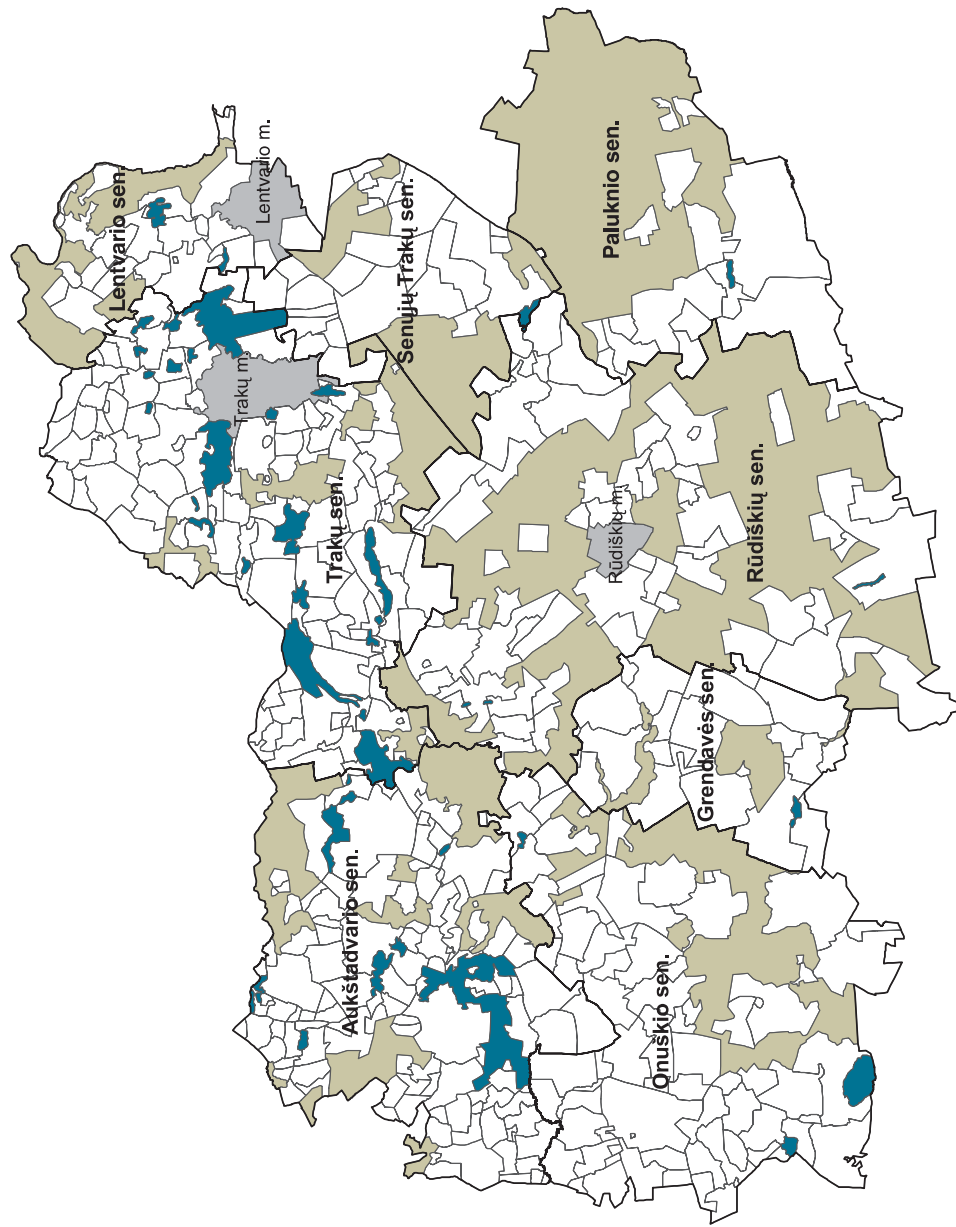 Lentvario sen.
Lentvario m.
Senujų Trakų sen.
Paluknio sen.
Trakų m.
Trakų sen.
Rūdiškių m.
Rūdiškių sen.
Grendavės sen.
Aukštadvario sen.
Onuškio sen.